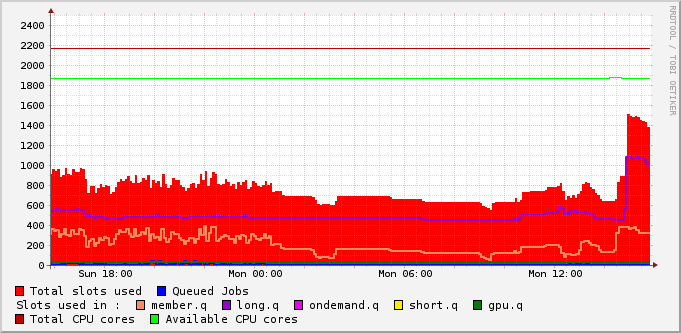 2400
2200
2000
1800
1600
1400
1200
1000
800
600
400
200
0
Sun 18:00 Mon 00:00 Mon 06:00 Mon 12:00
RRDTOOL / TOBI OETIKER
Total slots used Queued Jobs
Slots used in : member.q long.q ondemand.q short.q gpu.q
Total CPU cores Available CPU cores